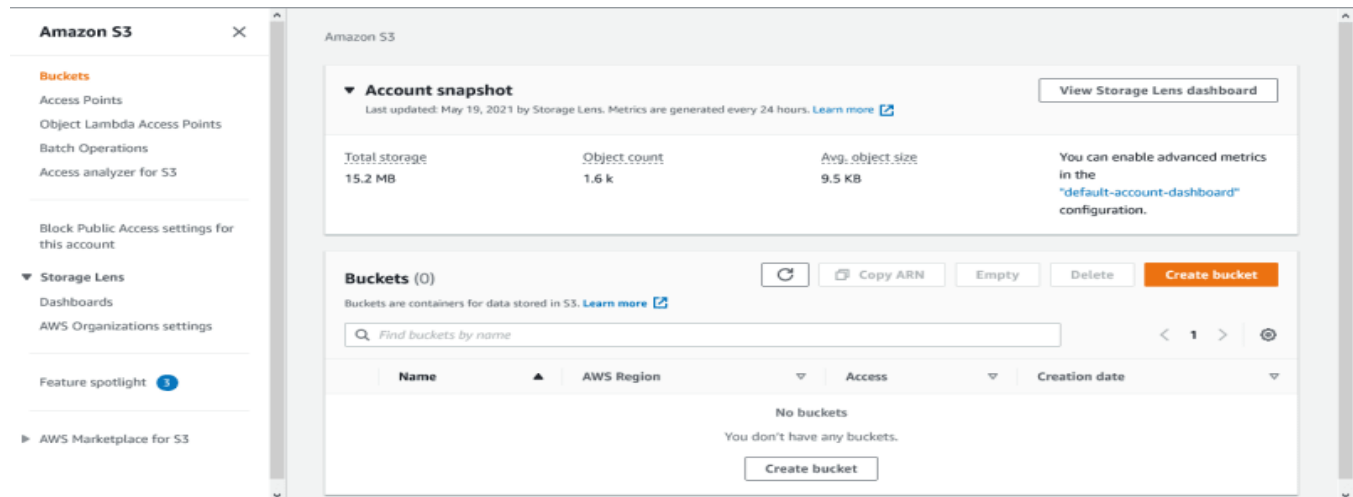 Amazon S3
Buckets
Access Points
Object Lambda Access Points
Batch Operations
Access analyzer for S3
Block Public Access settings for
this account
Storage Lens
Dashboards
AWS Organizations settings
Feature spotlight 3
AWS Marketplace for S3
Amazon S3
Account snapshot
Last updated: May 19, 2021 by Storage Lens. Metrics are generated every 24 hours. Learn more
View Storage Lens dashboard
Total storage
15.2 MB
Object count
1.6 k
Avg. object size
9.5 KB
You can enable advanced metrics
in the
"default-account-dashboard"
configuration.
Buckets (0)
Copy ARN
Empty
Delete
Create bucket
Buckets are containers for data stored in S3. Learn more
Find buckets by name
1
Name AWS Region Access Creation date
No buckets
You don't have any buckets.
Create bucket